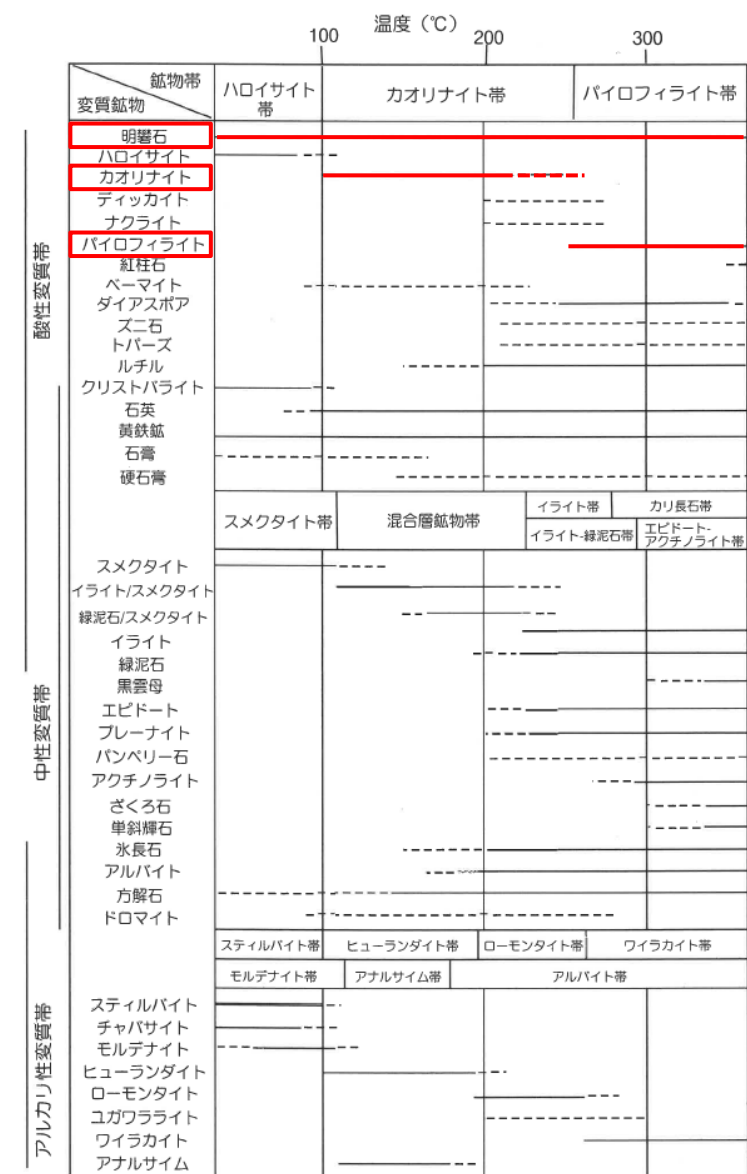 温度（℃）
100
200
300
鉱物帯
変質鉱物
ハロイサイト
帯
カオリナイト帯
パイロフィライト帯
酸性変質帯
明礬石
ハロイサイト
カオリナイト
ディッカイト
ナクライト
パイロフィライト
紅柱石
ベーマイト
ダイアスポア
ズニ石
トパーズ
ルチル
クリストバライト
石英
黄鉄鉱
石膏
硬石膏
スメクタイト帯
混合層鉱物帯
イライト帯
カリ長石帯
イライト-緑泥石帯
エピドート-
アクチノライト帯
中性変質帯
スメクタイト
イライト/スメクタイト
緑泥石/スメクタイト
イライト
緑泥石
黒雲母
エピドート
プレーナイト
パンペリー石
アクチノライト
ざくろ石
単斜輝石
氷長石
アルバイト
方解石
ドロマイト
スティルバイト帯
ヒューランダイト帯
ローモンタイト帯
ワイラカイト帯
モルデナイト帯
アナルサイム帯
アルバイト帯
アルカリ性変質帯
スティルバイト
チャバサイト
モルデナイト
ヒューランダイト
ローモンタイト
ユガワラライト
ワイラカイト
アナルサイム